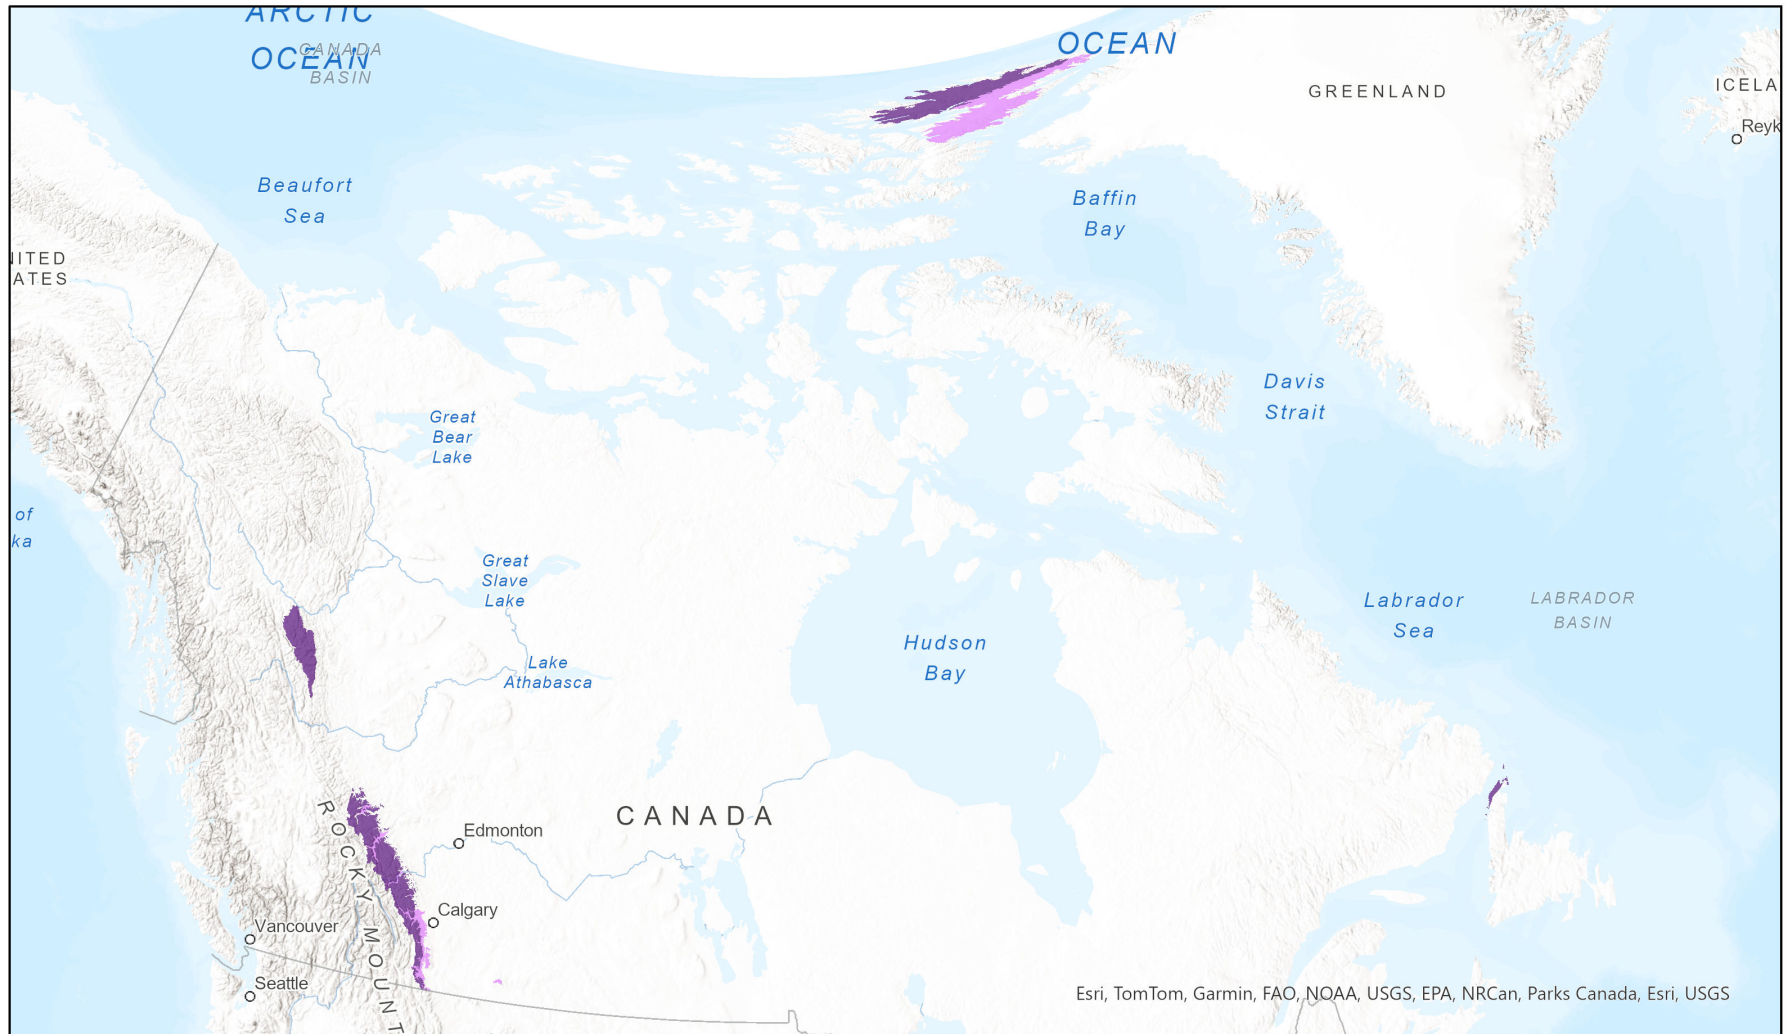 ARCTIC
OCEAN
CANADA
BASIN
OCEAN
GREENLAND
ICELA
Reyk
Beaufort
Sea
Baffin
Bay
NITED
ATES
Davis
Strait
Great
Bear
Lake
of
ka
Great
Slave
Lake
Labrador
Sea
LABRADOR
BASIN
Hudson
Bay
Lake
Athabasca
ROCKY MOUNT
CANADA
Edmonton
Calgary
Vancouver
Seattle
Esri, TomTom, Garmin, FAO, NOAA, USGS, EPA, NRCan, Parks Canada, Esri, USGS